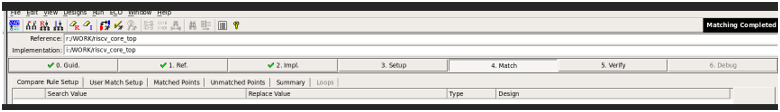 File Edit View Designs Run ECO Window Help
Matching Completed
Reference: r:/WORK/riscv_core_top
Implementation: i:/WORK/riscv_core_top
0. Guid. 1. Ref. 2. Impl. 3. Setup 4. Match 5. Verify 6. Debug
Compare Rule Setup User Match Setup Matched Points Unmatched Points Summary Loops
Search Value Replace Value Type Design